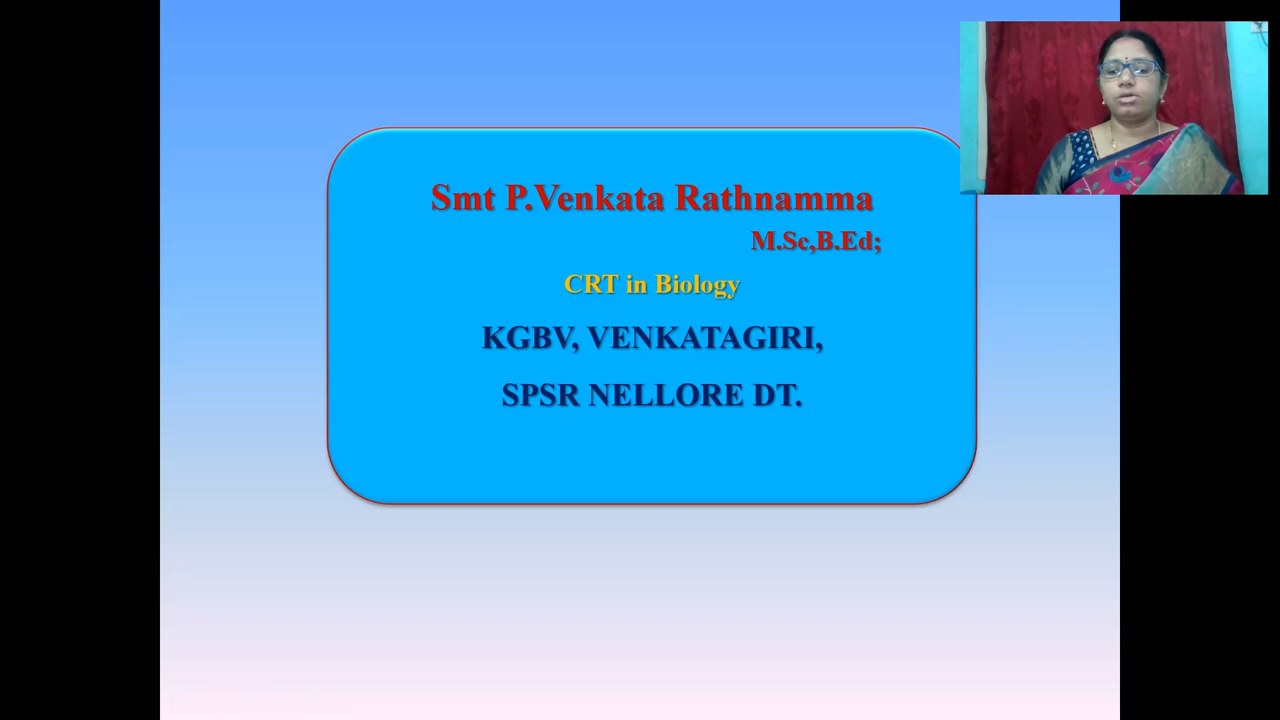 Smt P.Venkata Rathnamma
M.Sc,B.Ed;
CRT in Biology
KGBV, VENKATAGIRI,
SPSR NELLORE DT.